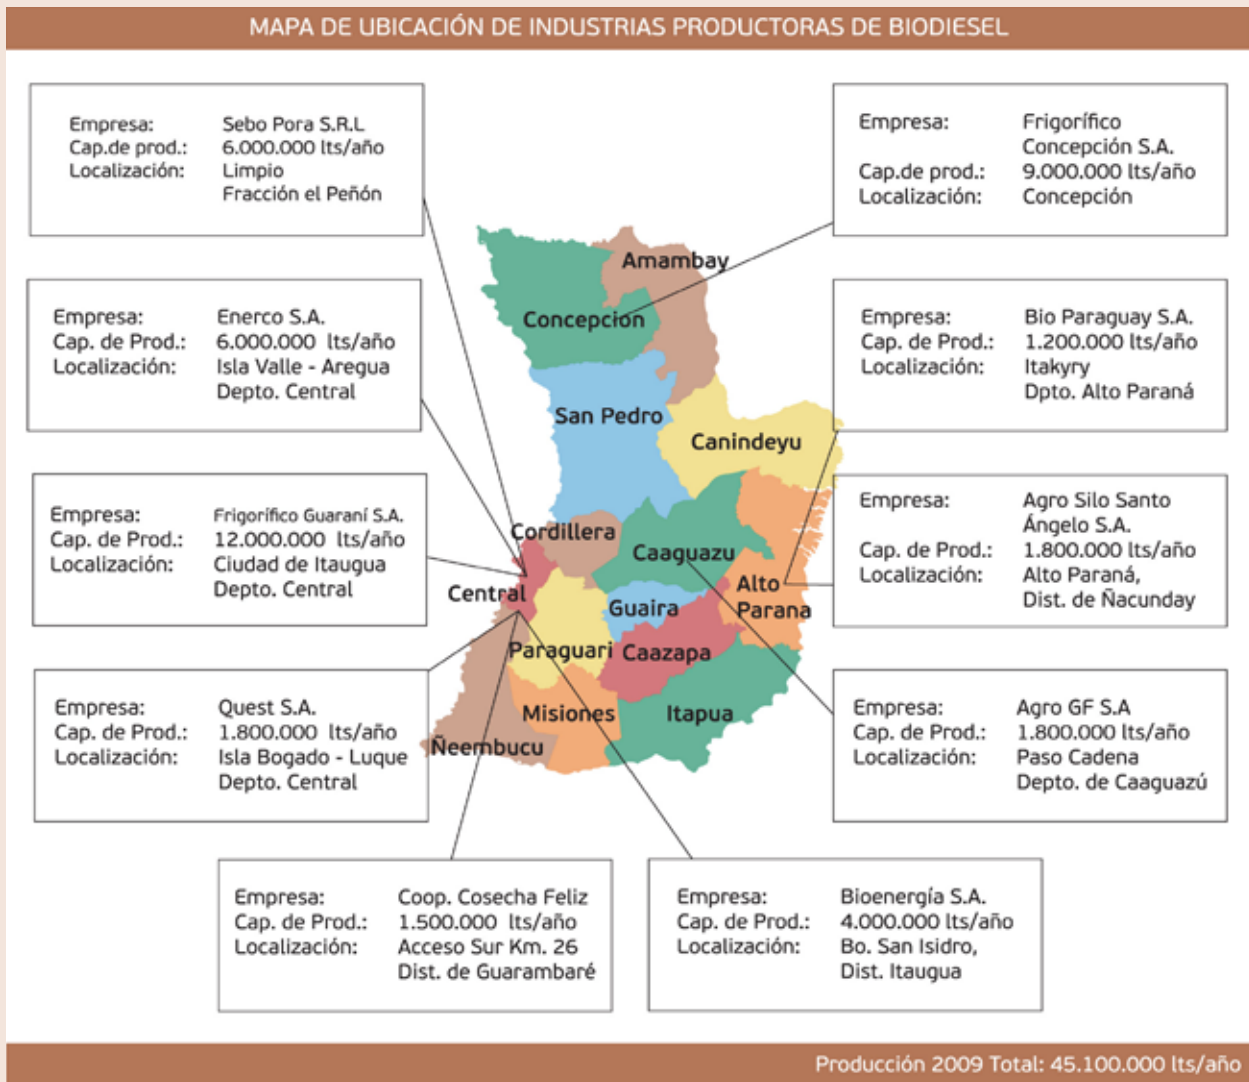 MAPA DE UBICACIÓN DE INDUSTRIAS PRODUCTORAS DE BIODIESEL
Empresa: Sebo Pora S.R.L
Cap.de prod.: 6.000.000 lts/año
Localización: Limpio
Fracción el Peñón
Empresa: Frigorífico
Concepción S.A.
Cap.de prod.: 9.000.000 lts/año
Localización: Concepción
Empresa: Enerco S.A.
Cap. de Prod.: 6.000.000 lts/año
Localización: Isla Valle - Aregua
Depto. Central
Empresa: Bio Paraguay S.A.
Cap. de Prod.: 1.200.000 lts/año
Localización: Itakyry
Dpto. Alto Paraná
Empresa: Frigorífico Guaraní S.A.
Cap. de Prod.: 12.000.000 lts/año
Localización: Ciudad de Itaugua
Depto. Central
Empresa: Agro Silo Santo
Ángelo S.A.
Cap. de Prod.: 1.800.000 lts/año
Localización: Alto Paraná,
Dist. de Ñacunday
Empresa: Quest S.A.
Cap. de Prod.: 1.800.000 lts/año
Localización: Isla Bogado - Luque
Depto. Central
Empresa: Agro GF S.A
Cap. de Prod.: 1.800.000 lts/año
Localización: Paso Cadena
Depto. de Caaguazú
Empresa: Coop. Cosecha Feliz
Cap. de Prod.: 1.500.000 lts/año
Localización: Acceso Sur Km. 26
Dist. de Guarambaré
Empresa: Bioenergía S.A.
Cap. de Prod.: 4.000.000 lts/año
Localización: Bo. San Isidro,
Dist. Itaugua
Amambay
Concepcion
San Pedro
Canindeyu
Cordillera
Caaguazu
Central
Guaira
Alto
Parana
Paraguari
Caazapa
Misiones
Itapua
Ñeembucu
Producción 2009 Total: 45.100.000 lts/año